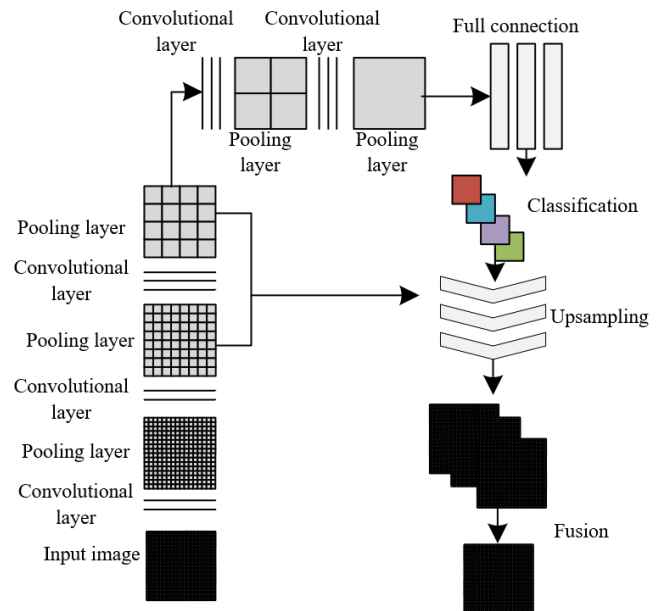 Convolutional
layer
Convolutional
layer
Full connection
Pooling
layer
Pooling
layer
Classification
Pooling layer
Convolutional
layer
Upsampling
Pooling layer
Convolutional
layer
Pooling layer
Convolutional
layer
Fusion
Input image